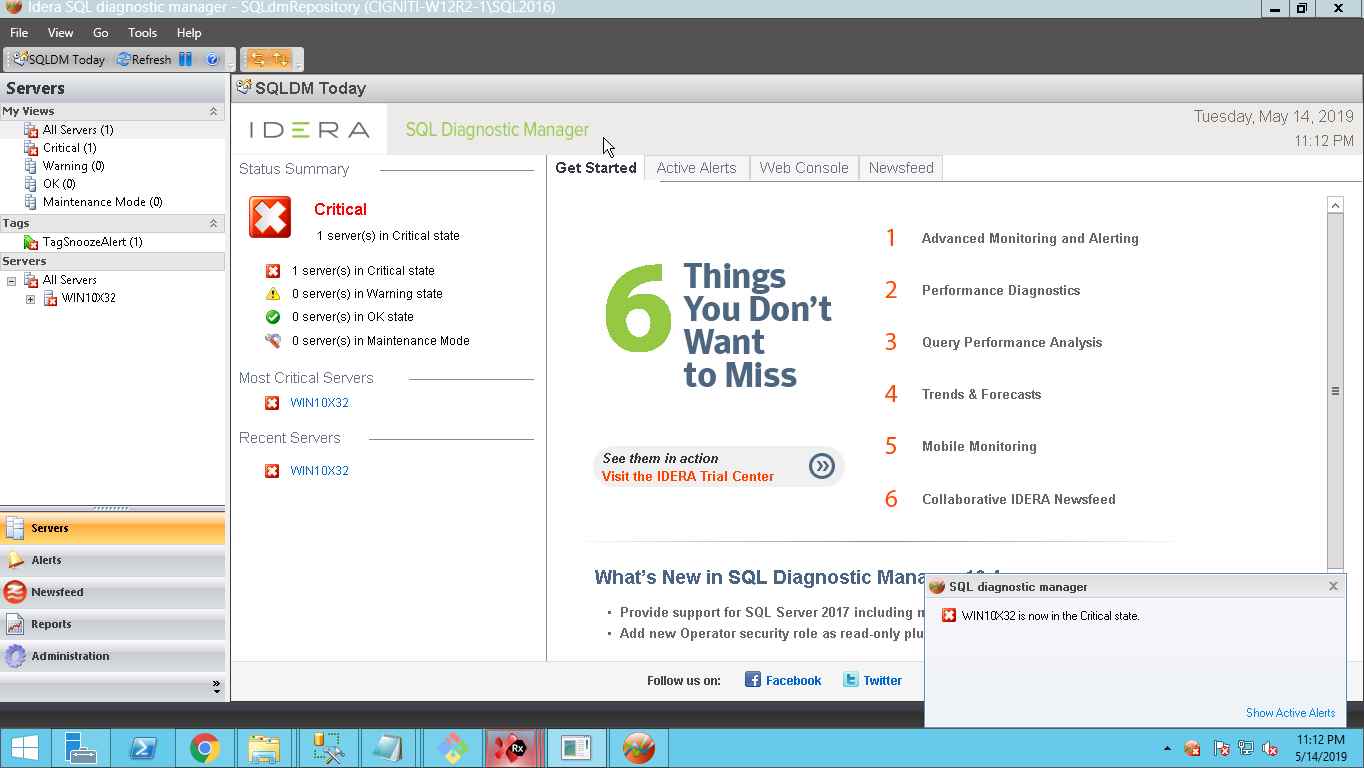 Idera SQL diagnostic manager - SQLdmRepository (CIGNITI-W12R2-1\SQL2016)
File View Go Tools Help
SQLDM Today Refresh
Servers
My Views
All Servers (1)
Critical (1)
Warning (0)
OK (0)
Maintenance Mode (0)
Tags
TagSnoozeAlert (1)
Servers
All Servers
WIN10X32
Servers
Alerts
Newsfeed
Reports
Administration
SQLDM Today
IDERA SQL Diagnostic Manager
Tuesday, May 14, 2019
11:12 PM
Status Summary
Critical
1 server(s) in Critical state
1 server(s) in Critical state
0 server(s) in Warning state
0 server(s) in OK state
0 server(s) in Maintenance Mode
Most Critical Servers
WIN10X32
Recent Servers
WIN10X32
Get Started Active Alerts Web Console Newsfeed
6 Things
You Don't
Want
to Miss
See them in action
Visit the IDERA Trial Center
1 Advanced Monitoring and Alerting
2 Performance Diagnostics
3 Query Performance Analysis
4 Trends & Forecasts
5 Mobile Monitoring
6 Collaborative IDERA Newsfeed
What's New in SQL Diagnostic
• Provide support for SQL Server 2017 including
• Add new Operator security role as read-only
Follow us on: Facebook Twitter
SQL diagnostic manager
WIN10X32 is now in the Critical state.
Show Active Alerts
Rx
11:12 PM
5/14/2019